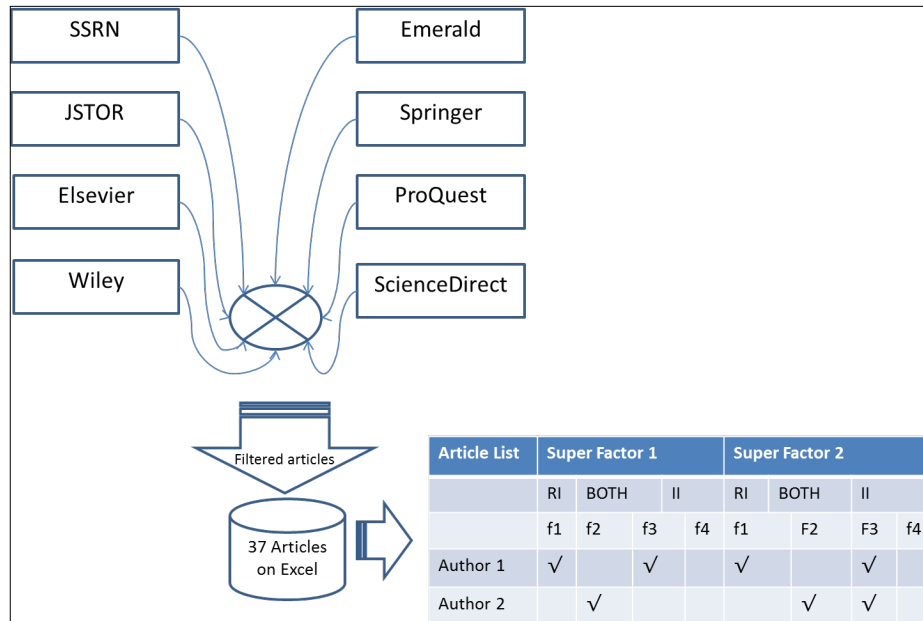 SSRN
Emerald
JSTOR
Springer
Elsevier
ProQuest
Wiley
ScienceDirect
Filtered articles
37 Articles
on Excel
Article List Super Factor 1 Super Factor 2
RI BOTH II RI BOTH II
f1 f2 f3 f4 f1 F2 F3 f4
Author 1 √ √ √ √
Author 2 √ √ √